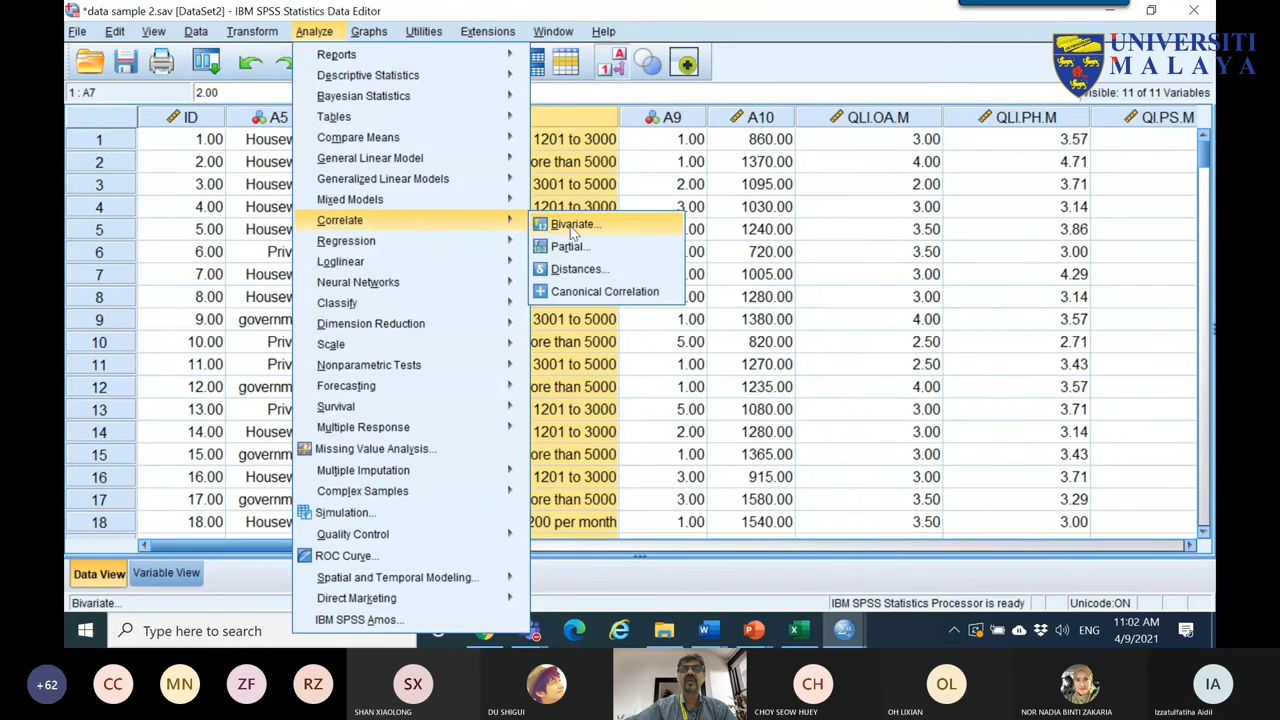 *data sample 2.sav [DataSet2] - IBM SPSS Statistics Data Editor
File Edit View Data Transform Analyze Graphs Utilities Extensions Window Help
UNIVERSITI
MALAYA
1 : A7 2.00
Visible: 11 of 11 Variables
ID A5 A9 A10 QLI.OA.M QLI.PH.M QI.PS.M
1 1.00 Housew 1201 to 3000 1.00 860.00 3.00 3.57
2 2.00 Housew ore than 5000 1.00 1370.00 4.00 4.71
3 3.00 Housew 3001 to 5000 2.00 1095.00 2.00 3.71
4 4.00 Housew 1201 to 3000 1.00 1030.00 3.00 3.14
5 5.00 Housew 1.00 1240.00 3.50 3.86
6 6.00 Priv 1.00 720.00 3.50 3.00
7 7.00 Housew 1.00 1005.00 3.00 4.29
8 8.00 Housew 1.00 1280.00 3.00 3.14
9 9.00 governm 3001 to 5000 1.00 1380.00 4.00 3.57
10 10.00 Priv ore than 5000 5.00 820.00 2.50 2.71
11 11.00 Priv 3001 to 5000 1.00 1270.00 2.50 3.43
12 12.00 governm ore than 5000 1.00 1235.00 4.00 3.57
13 13.00 Priv 1201 to 3000 5.00 1080.00 3.00 3.71
14 14.00 Housew 1201 to 3000 2.00 1280.00 3.00 3.14
15 15.00 governm ore than 5000 1.00 1365.00 3.00 3.43
16 16.00 Housew 1201 to 3000 3.00 915.00 3.00 3.71
17 17.00 governm ore than 5000 3.00 1580.00 3.50 3.29
18 18.00 Housew 200 per month 1.00 1540.00 3.50 3.00
Reports
Descriptive Statistics
Bayesian Statistics
Tables
Compare Means
General Linear Model
Generalized Linear Models
Mixed Models
Correlate
Regression
Loglinear
Neural Networks
Classify
Dimension Reduction
Scale
Nonparametric Tests
Forecasting
Survival
Multiple Response
Missing Value Analysis...
Multiple Imputation
Complex Samples
Simulation...
Quality Control
ROC Curve...
Spatial and Temporal Modeling...
Direct Marketing
IBM SPSS Amos...
Bivariate...
Partial...
Distances...
Canonical Correlation
Data View Variable View
Bivariate... IBM SPSS Statistics Processor is ready Unicode:ON
Type here to search
ENG
11:02 AM
4/9/2021
+62 CC MN ZF RZ SX CH OL IA
SHAN XIAOLONG DU SHIGUI CHOY SEOW HUEY OH LIXIAN NOR NADIA BINTI ZAKARIA Izzatulfatiha Aidil